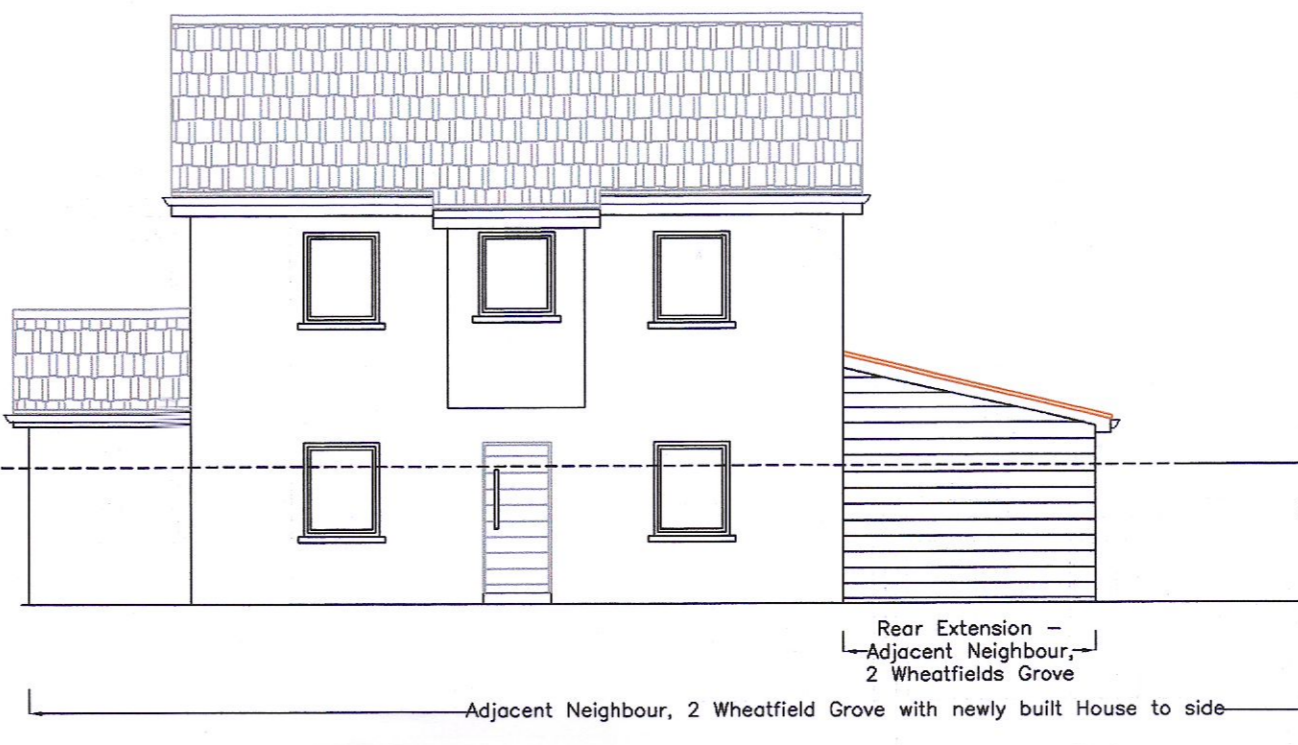 Rear Extension –
Adjacent Neighbour,
2 Wheatfields Grove
Adjacent Neighbour, 2 Wheatfield Grove with newly built House to side